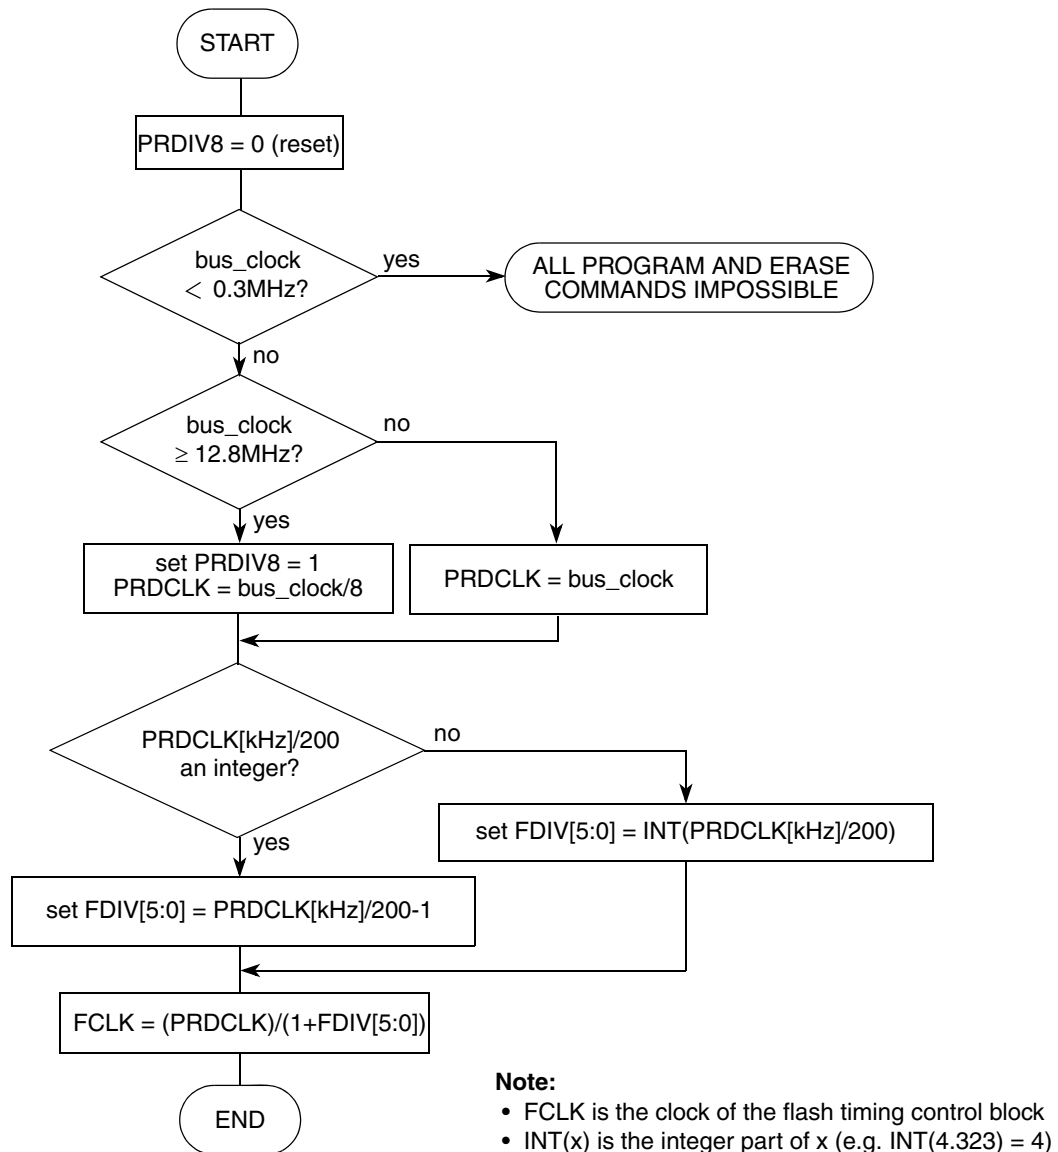 START
PRDIV8 = 0 (reset)
bus_clock
< 0.3MHz?
yes
ALL PROGRAM AND ERASE
COMMANDS IMPOSSIBLE
no
bus_clock
≥ 12.8MHz?
no
yes
set PRDIV8 = 1
PRDCLK = bus_clock/8
PRDCLK = bus_clock
PRDCLK[kHz]/200
an integer?
no
set FDIV[5:0] = INT(PRDCLK[kHz]/200)
yes
set FDIV[5:0] = PRDCLK[kHz]/200-1
FCLK = (PRDCLK)/(1+FDIV[5:0])
END
Note:
• FCLK is the clock of the flash timing control block
• INT(x) is the integer part of x (e.g. INT(4.323) = 4)